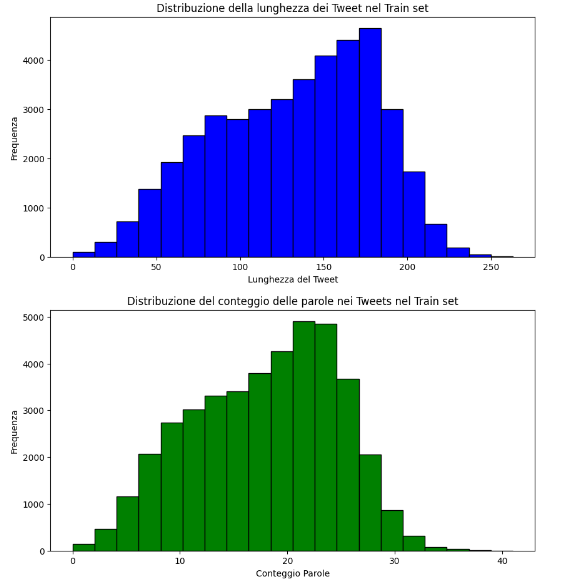 Distribuzione della lunghezza dei Tweet nel Train set
4000
3000
2000
1000
0
Frequenza
0 50 100 150 200 250
Lunghezza del Tweet
Distribuzione del conteggio delle parole nei Tweets nel Train set
5000
4000
3000
2000
1000
0
Frequenza
0 10 20 30 40
Conteggio Parole